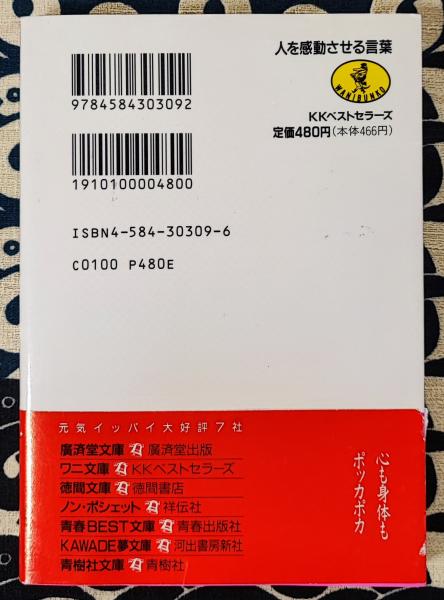 9784584303092
1910100004800
ISBN4-584-30309-6
C0100 P480E
人を感動させる言葉
WANIBUNKO
KKベストセラーズ
定価480円(本体466円)
元気イッパイ大好評7社
廣済堂文庫 廣済堂出版
ワニ文庫 KKベストセラーズ
徳間文庫 徳間書店
ノン・ポシェット 祥伝社
青春BEST文庫 青春出版社
KAWADE夢文庫 河出書房新社
青樹社文庫 青樹社
心も身体も
ポッカポカ